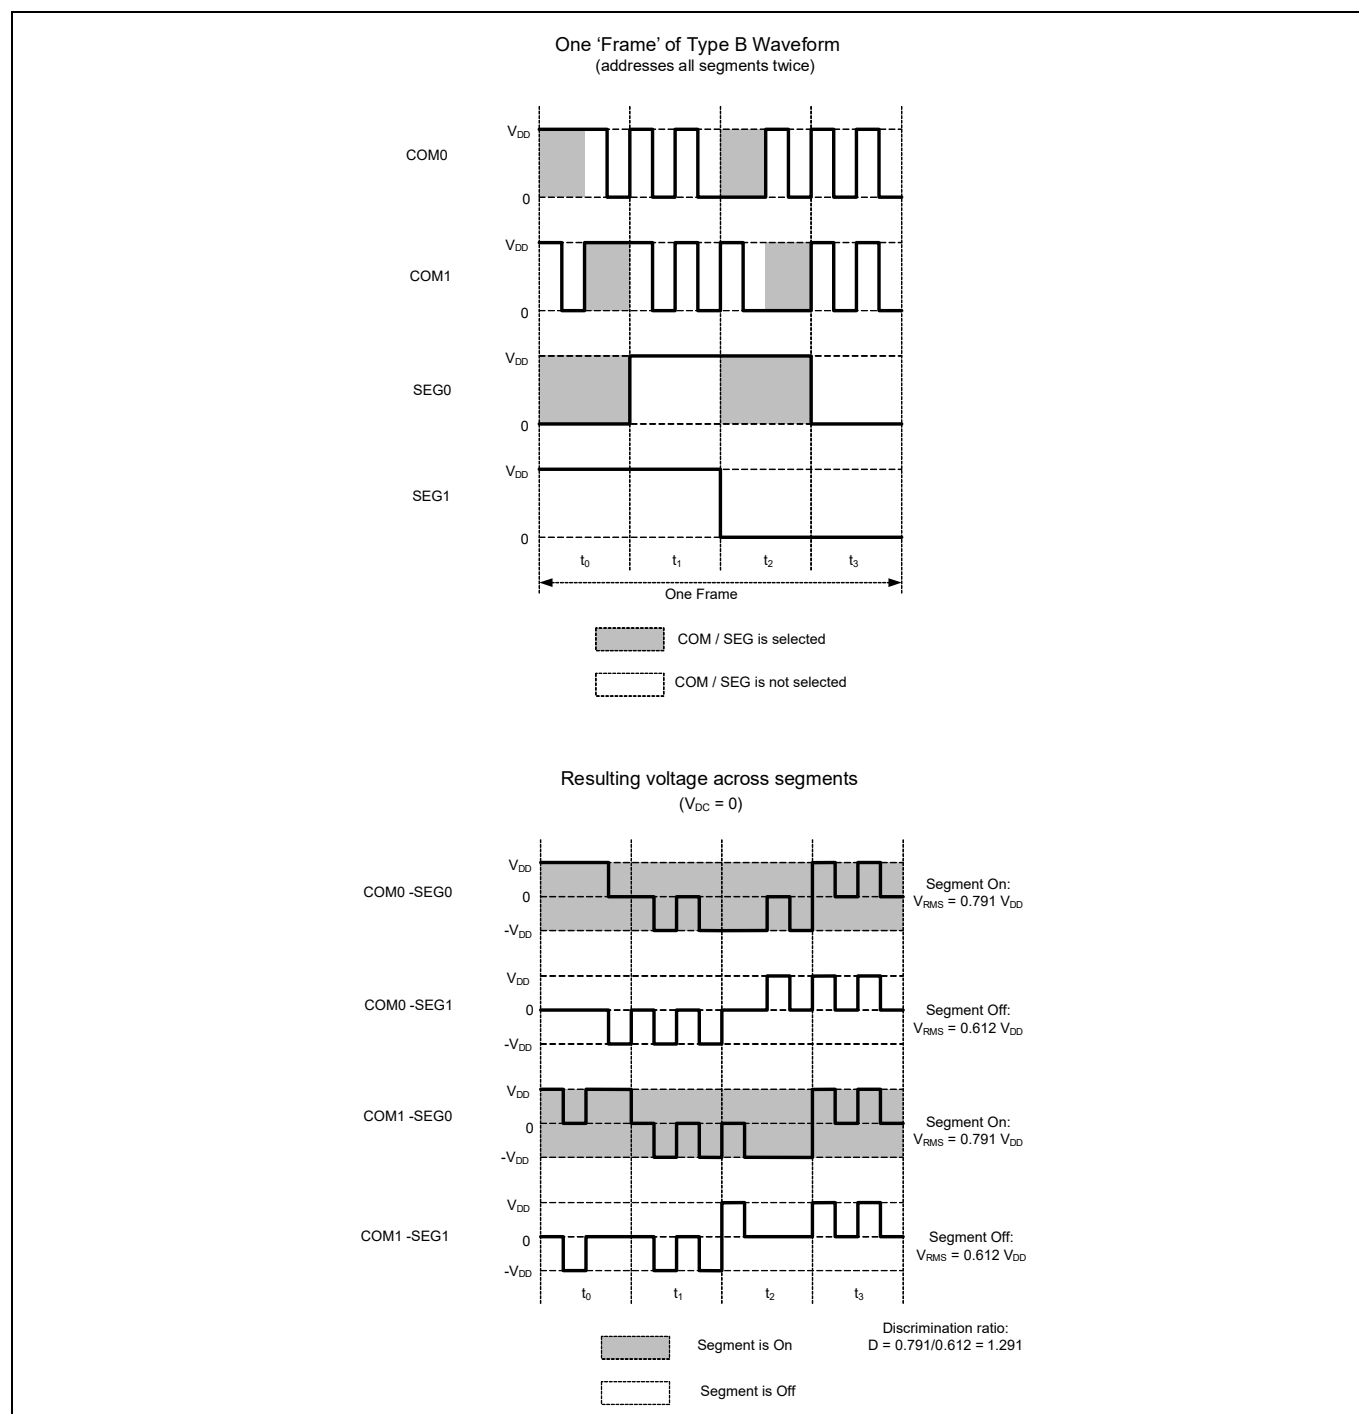 One ‘Frame’ of Type B Waveform
(addresses all segments twice)
VDD
COM0
0
VDD
COM1
0
VDD
SEG0
0
VDD
SEG1
0
t0 t1 t2 t3
One Frame
COM / SEG is selected
COM / SEG is not selected
Resulting voltage across segments
(VDC = 0)
VDD
COM0 -SEG0
0
-VDD
Segment On:
VRMS = 0.791 VDD
VDD
COM0 -SEG1
0
-VDD
Segment Off:
VRMS = 0.612 VDD
VDD
COM1 -SEG0
0
-VDD
Segment On:
VRMS = 0.791 VDD
VDD
COM1 -SEG1
0
-VDD
Segment Off:
VRMS = 0.612 VDD
t0 t1 t2 t3
Segment is On
Segment is Off
Discrimination ratio:
D = 0.791/0.612 = 1.291